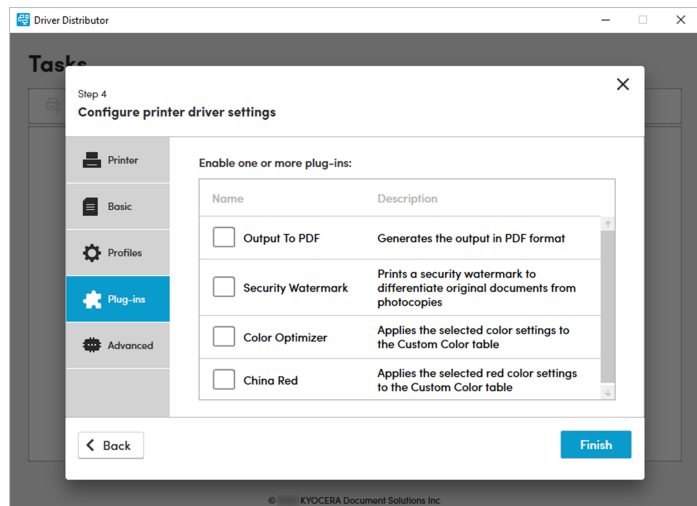 Driver Distributor
Tasks
Step 4
Configure printer driver settings
Printer
Basic
Profiles
Plug-ins
Advanced
Enable one or more plug-ins:
Name Description
Output To PDF Generates the output in PDF format
Security Watermark Prints a security watermark to
differentiate original documents from
photocopies
Color Optimizer Applies the selected color settings to
the Custom Color table
China Red Applies the selected red color settings
to the Custom Color table
Back
Finish
© KYOCERA Document Solutions Inc.